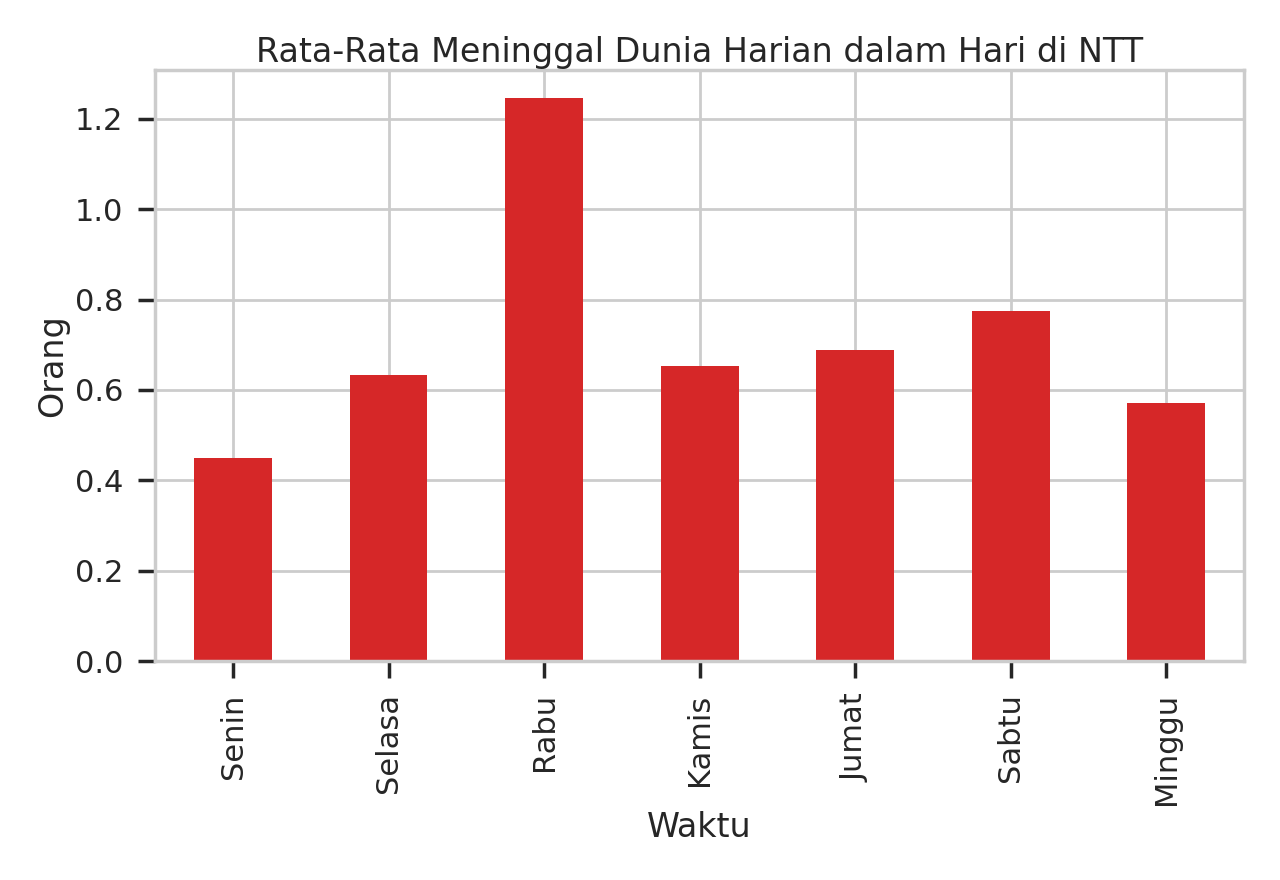 Rata-Rata Meninggal Dunia Harian dalam Hari di NTT
Orang
1.2
1.0
0.8
0.6
0.4
0.2
0.0
Senin
Selasa
Rabu
Kamis
Jumat
Sabtu
Minggu
Waktu